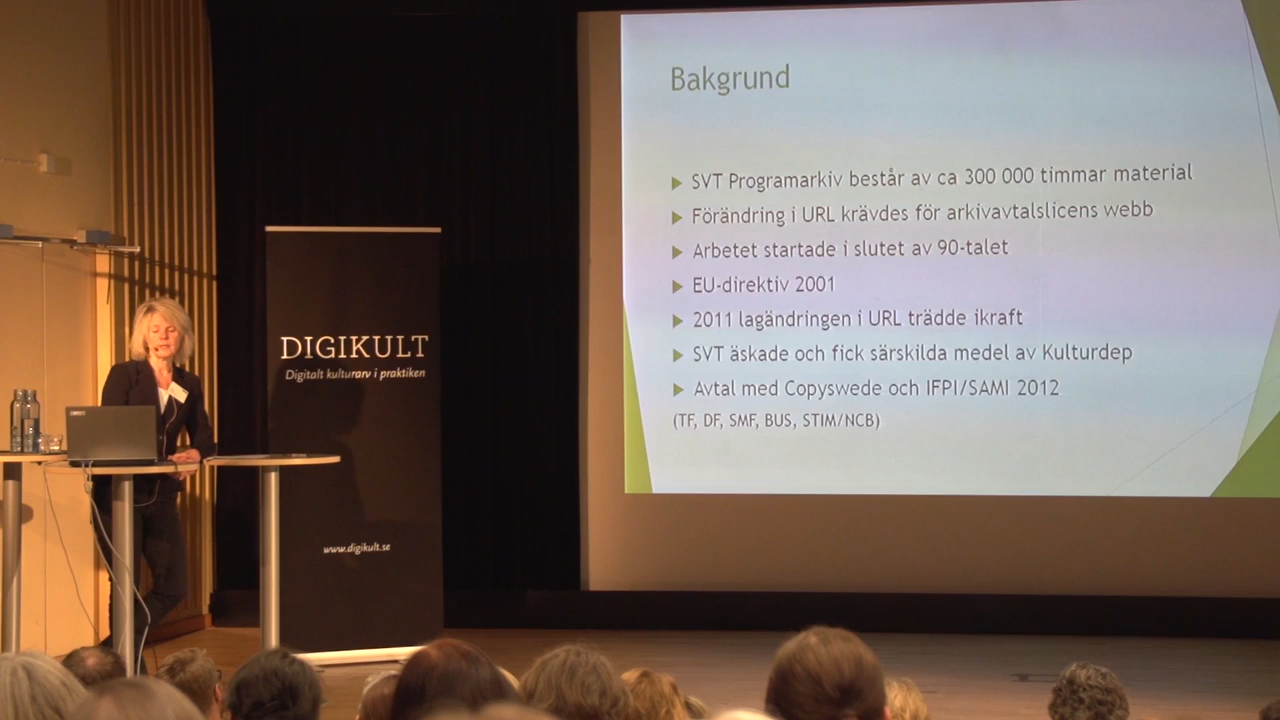 Bakgrund
SVT Programarkiv består av ca 300 000 timmar material
Förändring i URL krävdes för arkivavtalslicens webb
Arbetet startade i slutet av 90-talet
EU-direktiv 2001
2011 lagändringen i URL trädde ikraft
SVT äskade och fick särskilda medel av Kulturdep
Avtal med Copyswede och IFPI/SAMI 2012
(TF, DF, SMF, BUS, STIM/NCB)
DIGIKULT
Digitalt kulturarv i praktiken
www.digikult.se